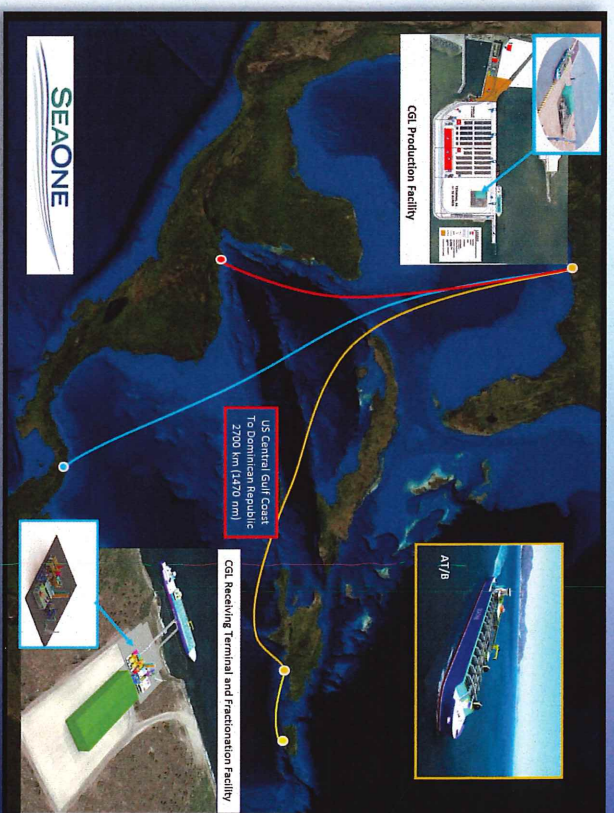 SEAONE
CGL Production Facility
AT/B
US Central Gulf Coast
To Dominican Republic
2700 km (1470 nm)
CGL Receiving Terminal and Fractionation Facility